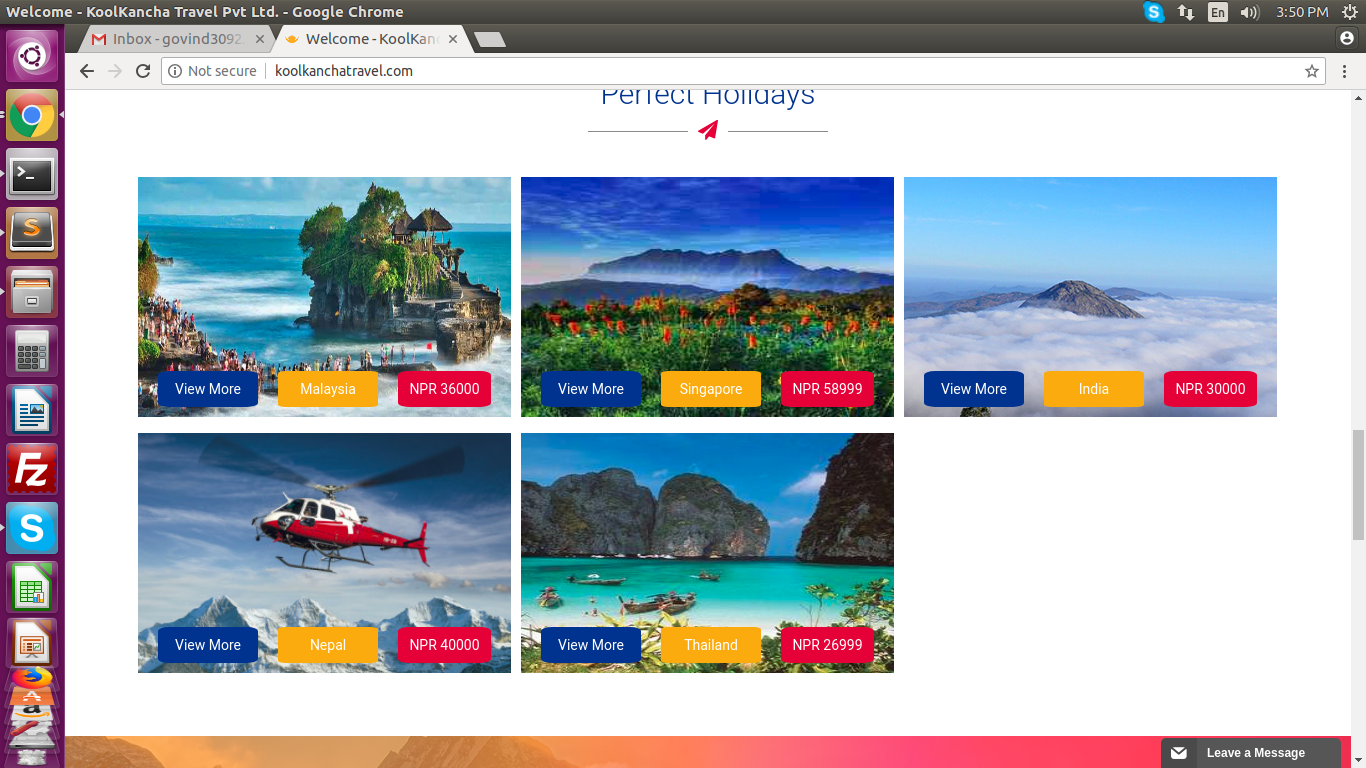 Welcome - KoolKancha Travel Pvt Ltd. - Google Chrome
En
3:50 PM
Inbox - govind3092
Welcome - KoolKan
Not secure
koolkanchatravel.com
Perfect Holidays
View More
Malaysia
NPR 36000
View More
Singapore
NPR 58999
View More
India
NPR 30000
View More
Nepal
NPR 40000
View More
Thailand
NPR 26999
Leave a Message